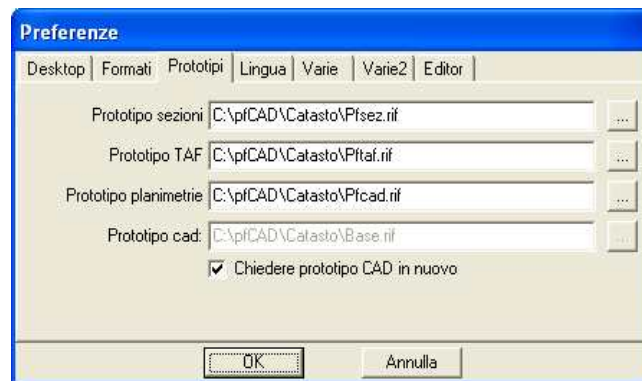 Preferenze
Desktop Formati Prototipi Lingua Varie Varie2 Editor
Prototipo sezioni C:\pfCAD\Catasto\Pfsez.rif ...
Prototipo TAF C:\pfCAD\Catasto\Pftaf.rif ...
Prototipo planimetrie C:\pfCAD\Catasto\Pfcad.rif ...
Prototipo cad: C:\pfCAD\Catasto\Base.rif ...
Chiedere prototipo CAD in nuovo
OK Annulla